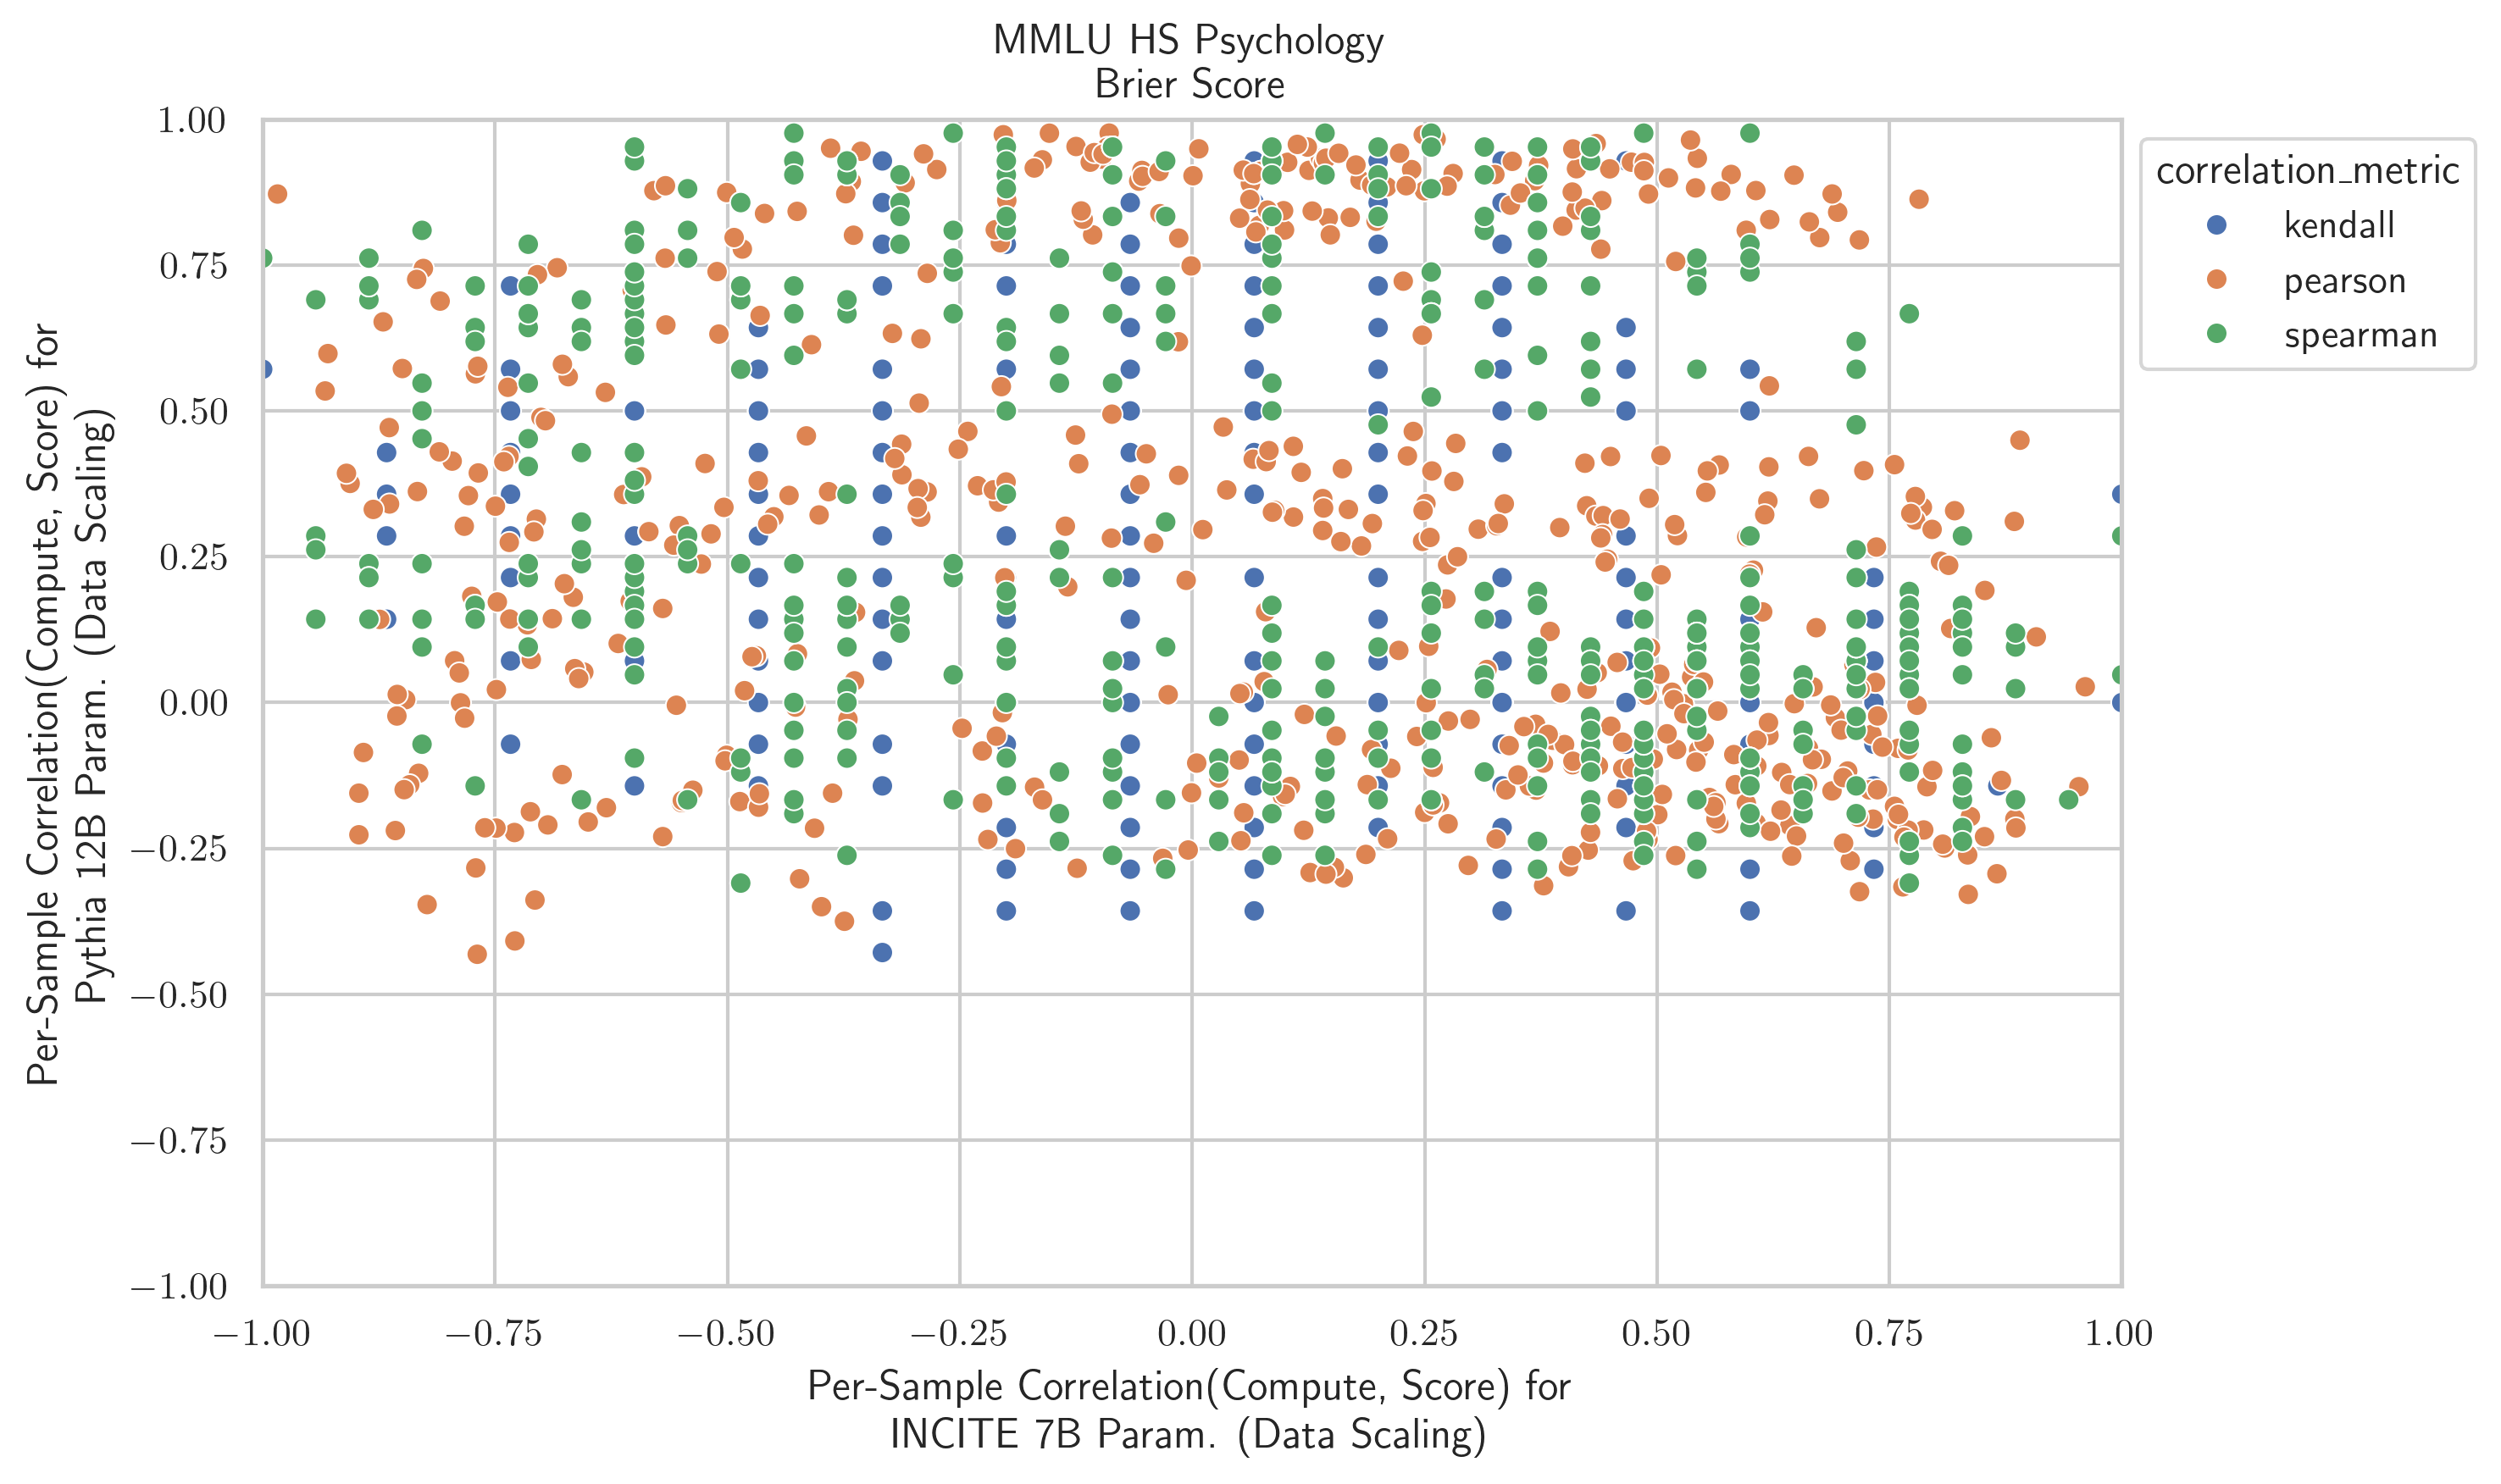 MMLU HS Psychology
Brier Score
Per-Sample Correlation(Compute, Score) for
Pythia 12B Param. (Data Scaling)
1.00
0.75
0.50
0.25
0.00
−0.25
−0.50
−0.75
−1.00
−1.00 −0.75 −0.50 −0.25 0.00 0.25 0.50 0.75 1.00
Per-Sample Correlation(Compute, Score) for
INCITE 7B Param. (Data Scaling)
correlation_metric
kendall
pearson
spearman